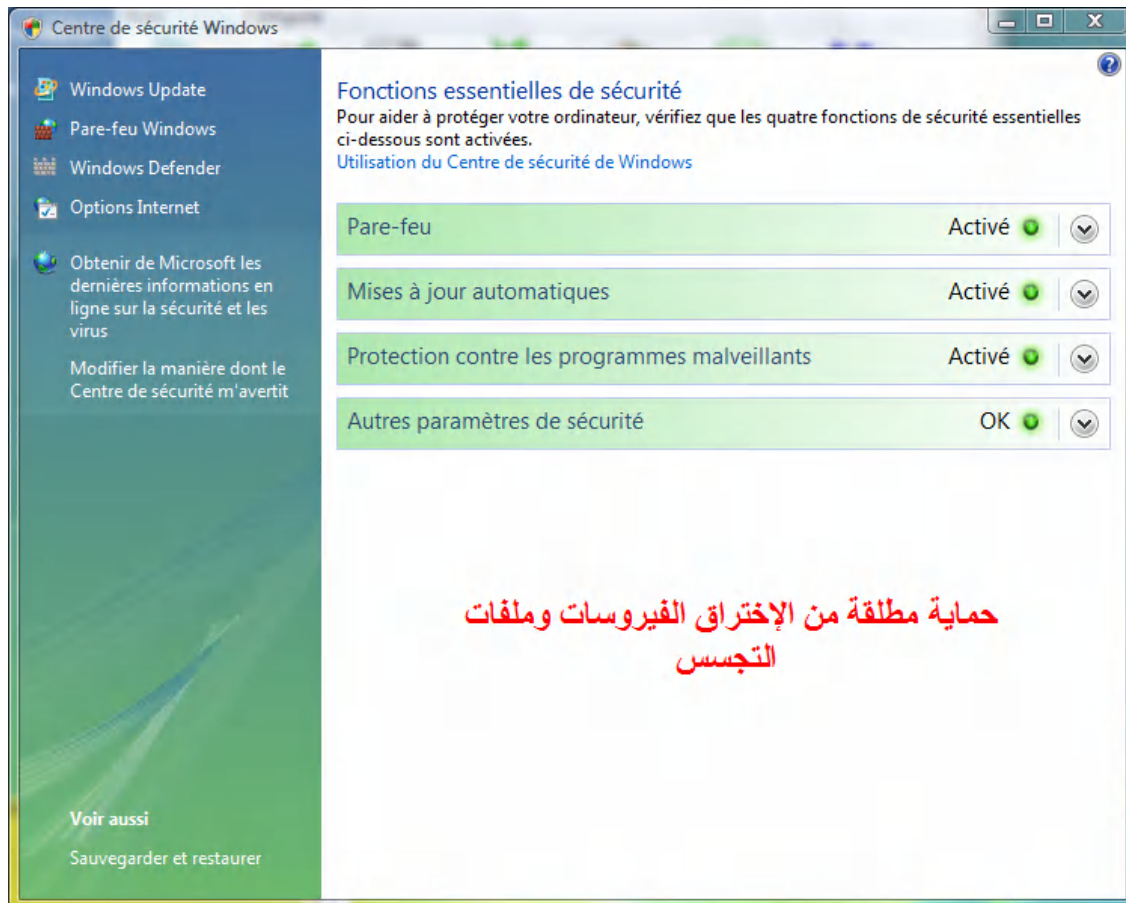 Centre de sécurité Windows
Windows Update
Pare-feu Windows
Windows Defender
Options Internet
Obtenir de Microsoft les
dernières informations en
ligne sur la sécurité et les
virus
Modifier la manière dont le
Centre de sécurité m'avertit
Voir aussi
Sauvegarder et restaurer
Fonctions essentielles de sécurité
Pour aider à protéger votre ordinateur, vérifiez que les quatre fonctions de sécurité essentielles
ci-dessous sont activées.
Utilisation du Centre de sécurité de Windows
Pare-feu Activé
Mises à jour automatiques Activé
Protection contre les programmes malveillants Activé
Autres paramètres de sécurité OK
حماية مطلقة من الإختراق الفيروسات وملفات
التجسس